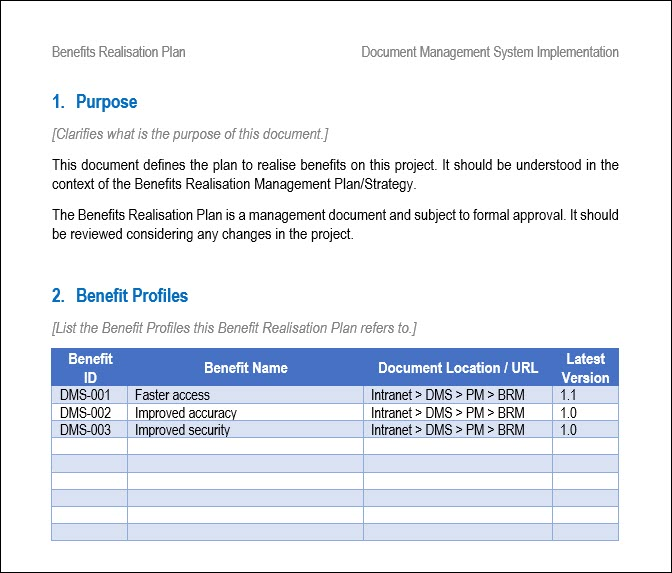 Benefits Realisation Plan Document Management System Implementation
1. Purpose
[Clarifies what is the purpose of this document.]
This document defines the plan to realise benefits on this project. It should be understood in the
context of the Benefits Realisation Management Plan/Strategy.
The Benefits Realisation Plan is a management document and subject to formal approval. It should
be reviewed considering any changes in the project.
2. Benefit Profiles
[List the Benefit Profiles this Benefit Realisation Plan refers to.]
Benefit ID Benefit Name Document Location / URL Latest Version
DMS-001 Faster access Intranet > DMS > PM > BRM 1.1
DMS-002 Improved accuracy Intranet > DMS > PM > BRM 1.0
DMS-003 Improved security Intranet > DMS > PM > BRM 1.0